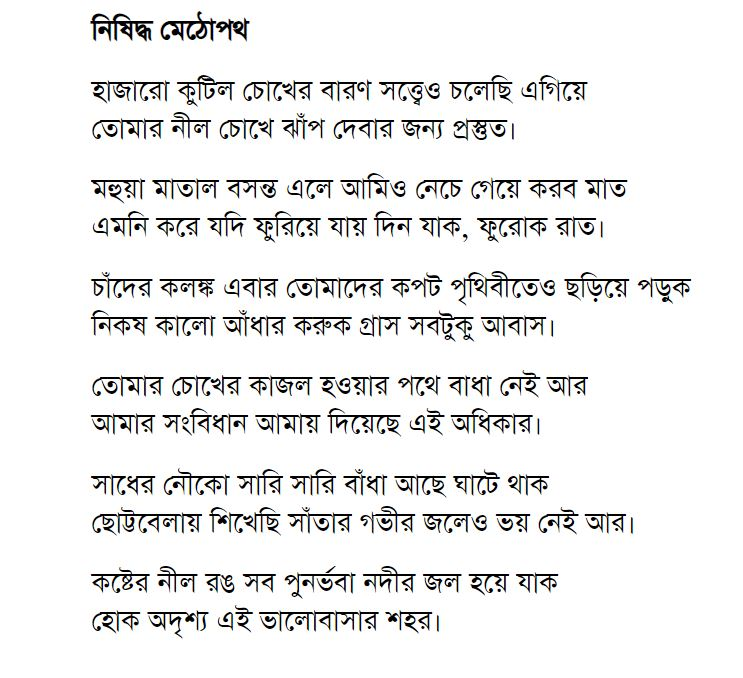 নিষিদ্ধ মেঠোপথ
হাজারো কুটিল চোখের বারণ সত্ত্বেও চলেছি এগিয়ে
তোমার নীল চোখে ঝাঁপ দেবার জন্য প্রস্তুত।
মহুয়া মাতাল বসন্ত এলে আমিও নেচে গেয়ে করব মাত
এমনি করে যদি ফুরিয়ে যায় দিন যাক, ফুরোক রাত।
চাঁদের কলঙ্ক এবার তোমাদের কপট পৃথিবীতেও ছড়িয়ে পড়ুক
নিকষ কালো আঁধার করুক গ্রাস সবটুকু আবাস।
তোমার চোখের কাজল হওয়ার পথে বাধা নেই আর
আমার সংবিধান আমায় দিয়েছে এই অধিকার।
সাধের নৌকো সারি সারি বাঁধা আছে ঘাটে থাক
ছোট্টবেলায় শিখেছি সাঁতার গভীর জলেও ভয় নেই আর।
কষ্টের নীল রঙ সব পুনর্ভবা নদীর জল হয়ে যাক
হোক অদৃশ্য এই ভালোবাসার শহর।